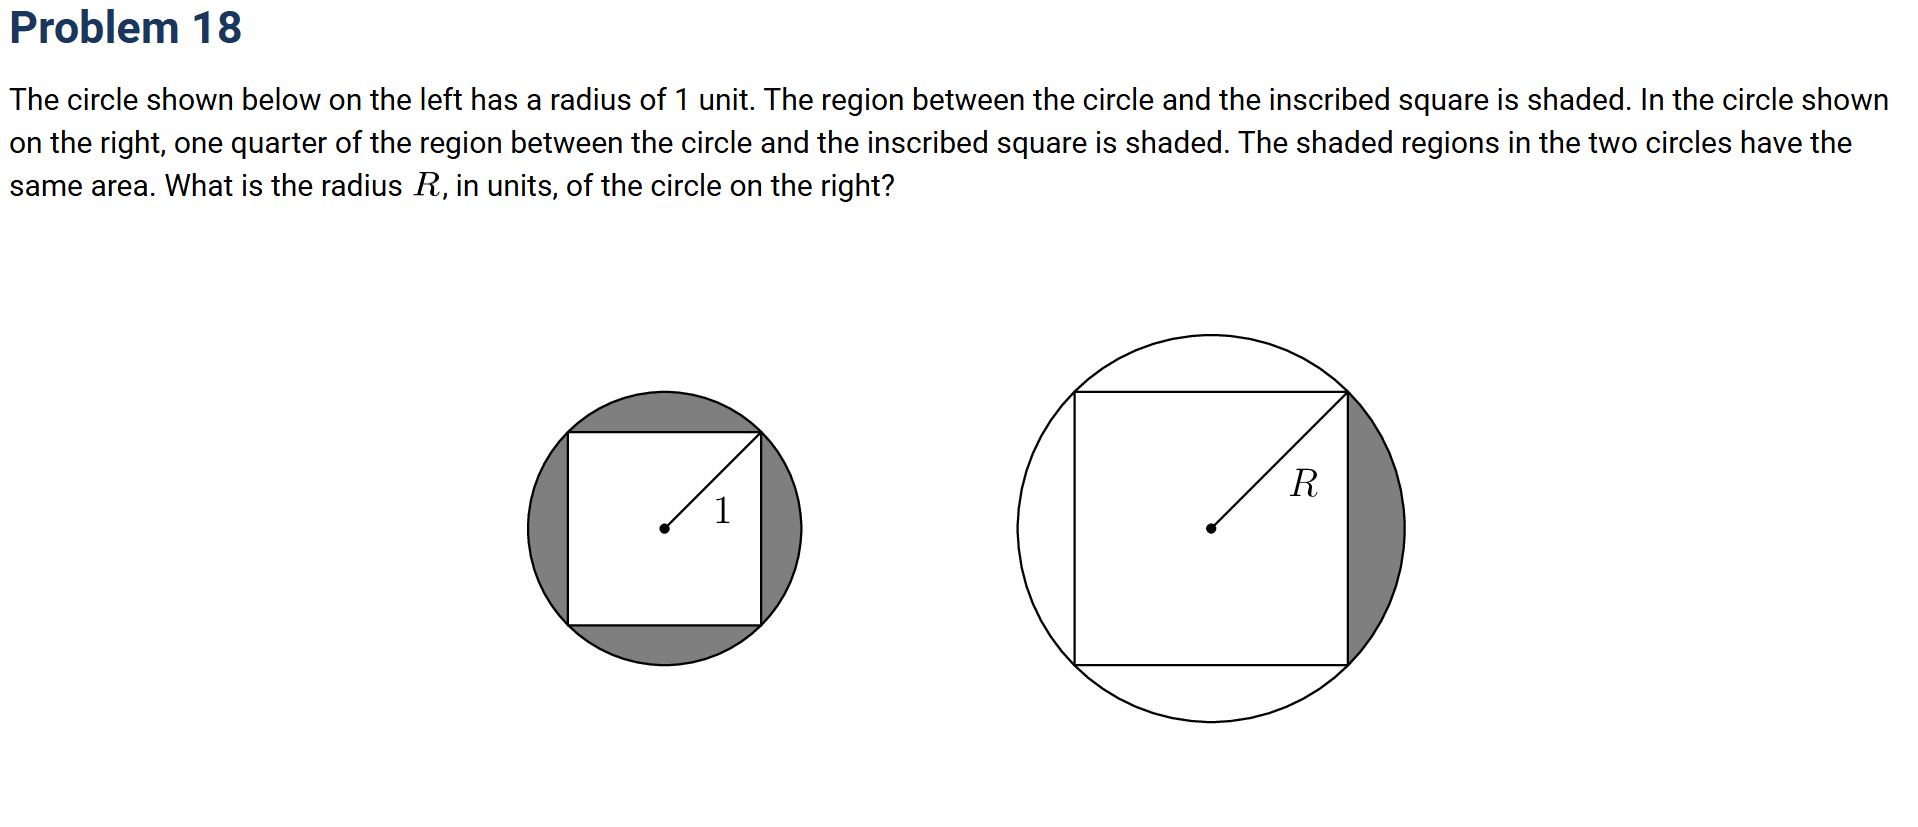 Problem 18
The circle shown below on the left has a radius of 1 unit. The region between the circle and the inscribed square is shaded. In the circle shown
on the right, one quarter of the region between the circle and the inscribed square is shaded. The shaded regions in the two circles have the
same area. What is the radius R, in units, of the circle on the right?
1
R